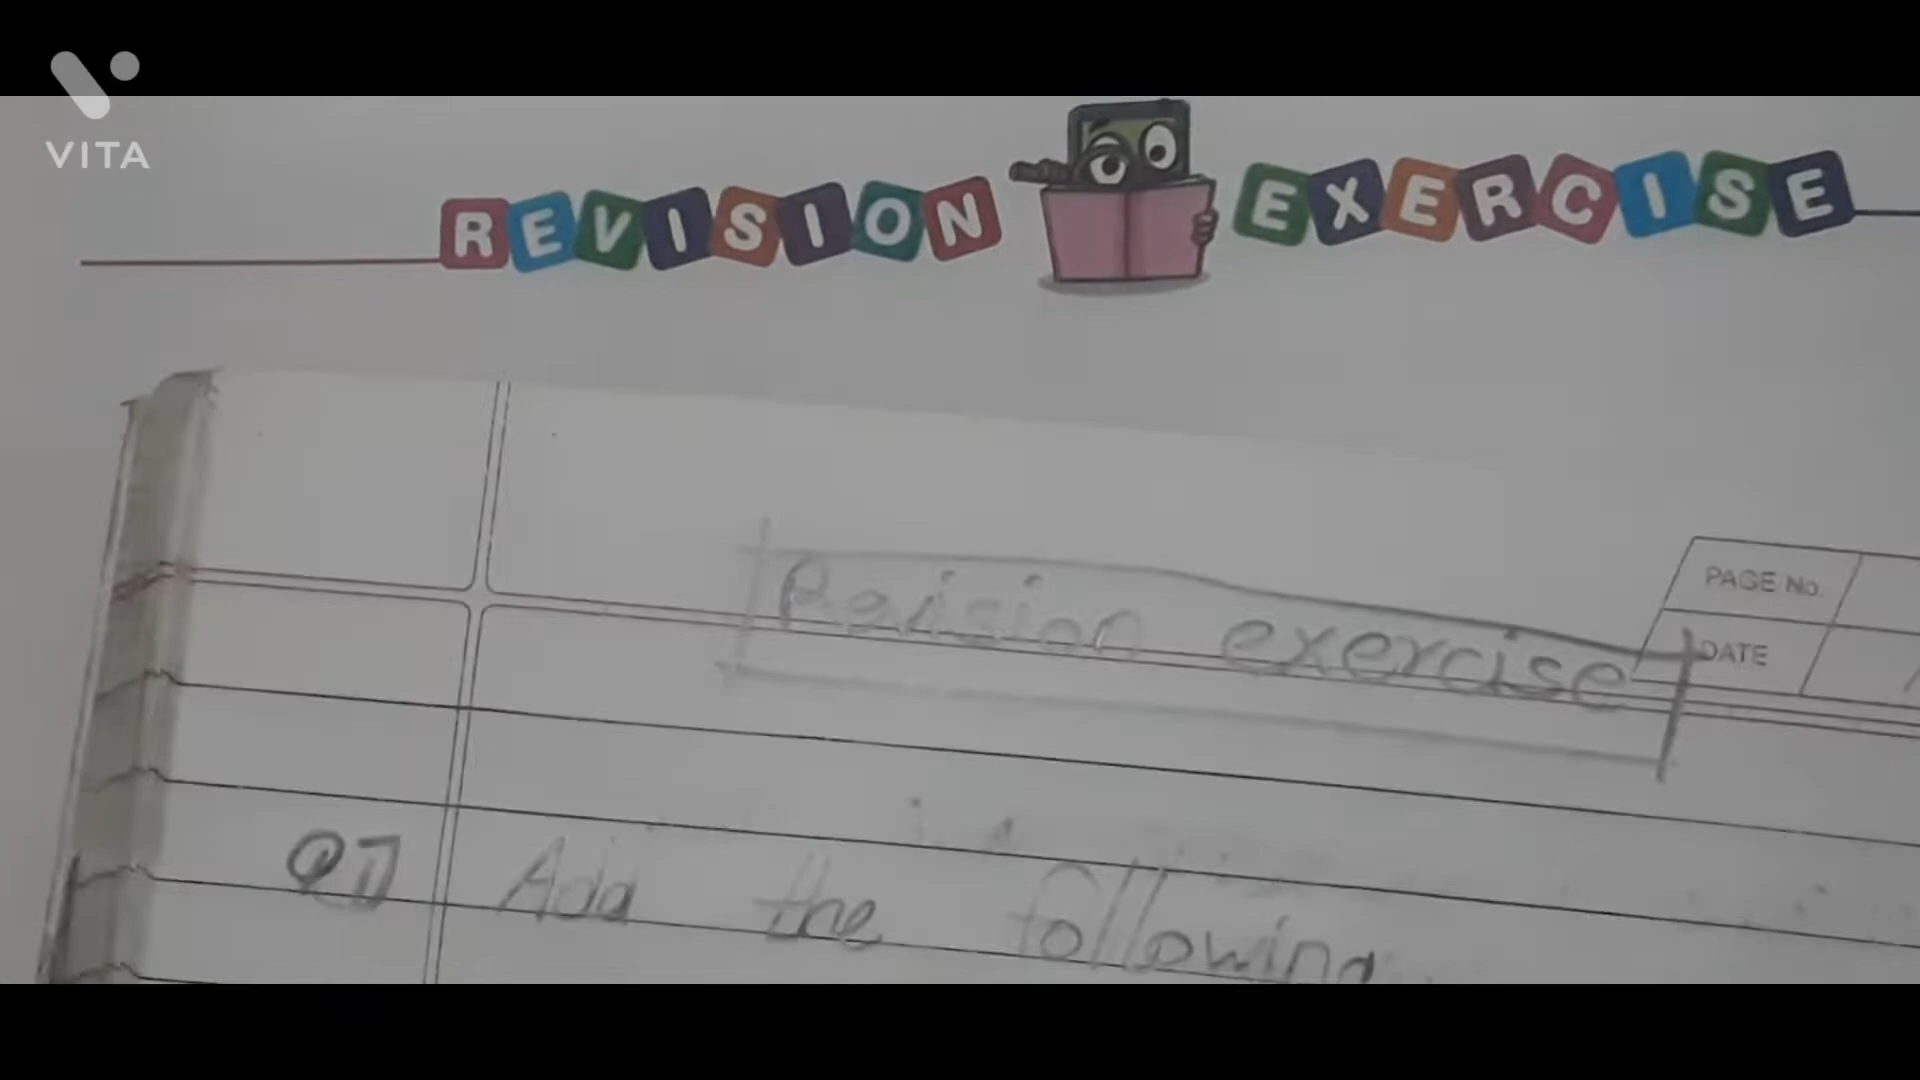 VITA
REVISION EXERCISE
PAGE No.
DATE
Revision exercise
Q1 Add the following